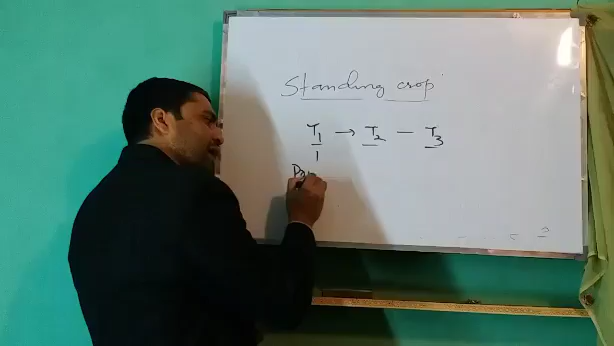 Standing crop
T1 → T2 — T3